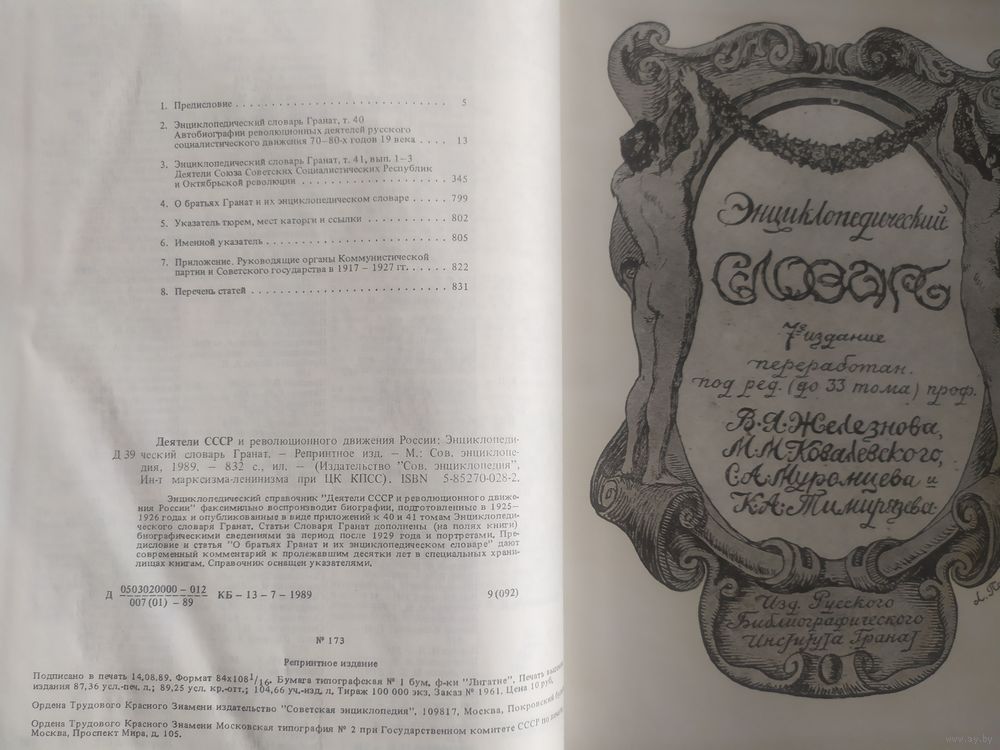 1. Предисловие . . . . . . . . . . . . . . . . . . . . . . . . . . . . 5
2. Энциклопедический словарь Гранат, т. 40
Автобиографии революционных деятелей русского
социалистического движения 70–80-х годов 19 века . . . . 13
3. Энциклопедический словарь Гранат, т. 41, вып. 1–3
Деятели Союза Советских Социалистических Республик
и Октябрьской революции . . . . . . . . . . . . . . . . . . . 345
4. О братьях Гранат и их энциклопедическом словаре . . . . . 799
5. Указатель тюрем, мест каторги и ссылки . . . . . . . . . . . 802
6. Именной указатель . . . . . . . . . . . . . . . . . . . . . . . 805
7. Приложение. Руководящие органы Коммунистической
партии и Советского государства в 1917 – 1927 гг. . . . . . . 822
8. Перечень статей . . . . . . . . . . . . . . . . . . . . . . . . . 831
Деятели СССР и революционного движения России: Энциклопеди-
Д 39 ческий словарь Гранат. – Репринтное изд. – М.: Сов. энциклопе-
дия, 1989. – 832 с., ил. – (Издательство "Сов. энциклопедия",
Ин-т марксизма-ленинизма при ЦК КПСС). ISBN 5-85270-028-2.
Энциклопедический справочник "Деятели СССР и революционного движе-
ния России" факсимильно воспроизводит биографии, подготовленные в 1925–
1926 годах и опубликованные в виде приложений к 40 и 41 томам Энциклопеди-
ческого словаря Гранат. Статьи Словаря Гранат дополнены (на полях книги)
биографическими сведениями за период после 1929 года и портретами. Пре-
дисловие и статья "О братьях Гранат и их энциклопедическом словаре" дают
современный комментарий к пролежавшим десятки лет в специальных храни-
лищах книгам. Справочник оснащен указателями.
Д 0503020000 – 012 КБ – 13 – 7 – 1989 9 (092)
007 (01) – 89
№ 173
Репринтное издание
Подписано в печать 14.08.89. Формат 84x108 1/16. Бумага типографская № 1 бум. ф-ки "Лигатне". Печать
издания 87,36 усл.-печ. л.; 89,25 усл. кр.-отт.; 104,66 уч.-изд. л. Тираж 100 000 экз. Заказ № 1961. Цена 10 руб.
Ордена Трудового Красного Знамени издательство "Советская энциклопедия". 109817. Москва, Покровский
Ордена Трудового Красного Знамени Московская типография № 2 при Государственном комитете СССР по
Москва, Проспект Мира, д. 105.
Энциклопедический
Словарь
7е издание
переработан.
под ред. (до 33 тома) проф.
В.Я. Железнова,
М.М. Ковалевского,
С.А. Муромцева и
К.А. Тимирязева.
Изд. Русского
Библиографического
Института Гранат
www.ay.by